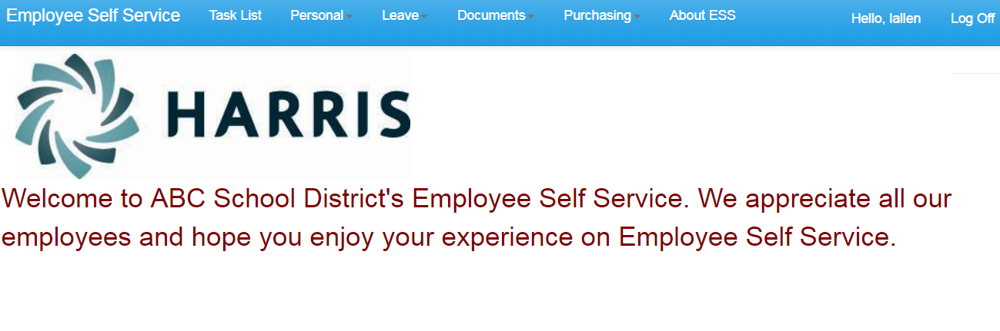 Employee Self Service Task List Personal Leave Documents Purchasing About ESS Hello, lallen Log Off
HARRIS
Welcome to ABC School District's Employee Self Service. We appreciate all our
employees and hope you enjoy your experience on Employee Self Service.